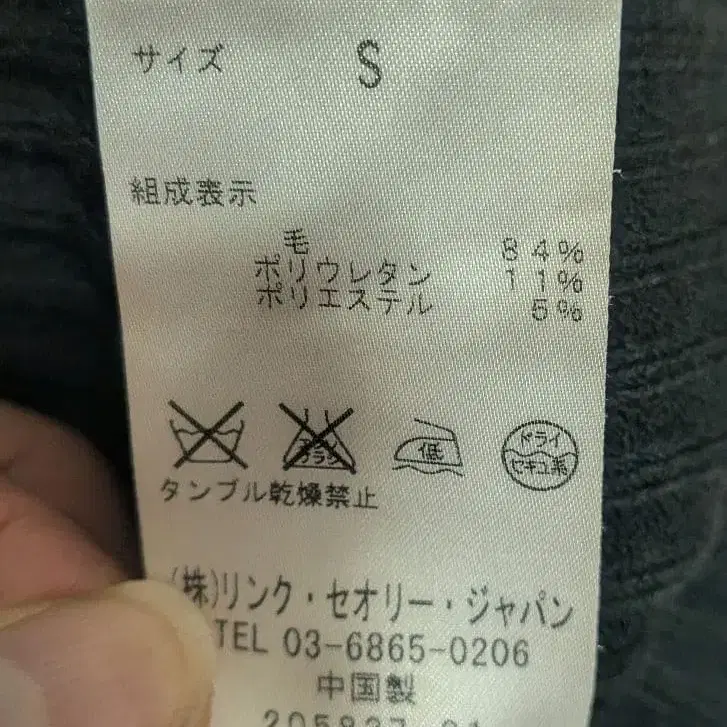 サイズ S
組成表示
毛 84%
ポリウレタン 11%
ポリエステル 5%
低 ドライ
セキユ系
タンブル乾燥禁止
(株)リンク・セオリー・ジャパン
TEL 03-6865-0206
中国製